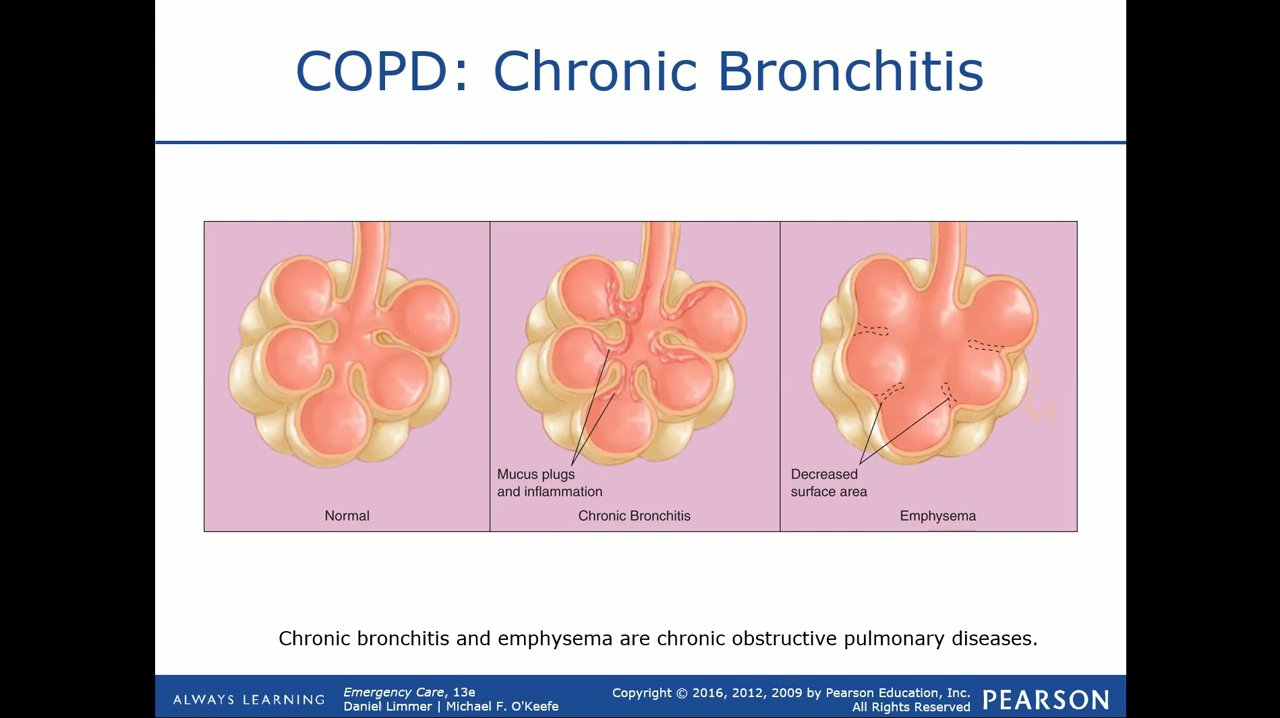 COPD: Chronic Bronchitis
Mucus plugs
and inflammation
Decreased
surface area
Normal
Chronic Bronchitis
Emphysema
Chronic bronchitis and emphysema are chronic obstructive pulmonary diseases.
ALWAYS LEARNING
Emergency Care, 13e
Daniel Limmer | Michael F. O'Keefe
Copyright © 2016, 2012, 2009 by Pearson Education, Inc.
All Rights Reserved
PEARSON